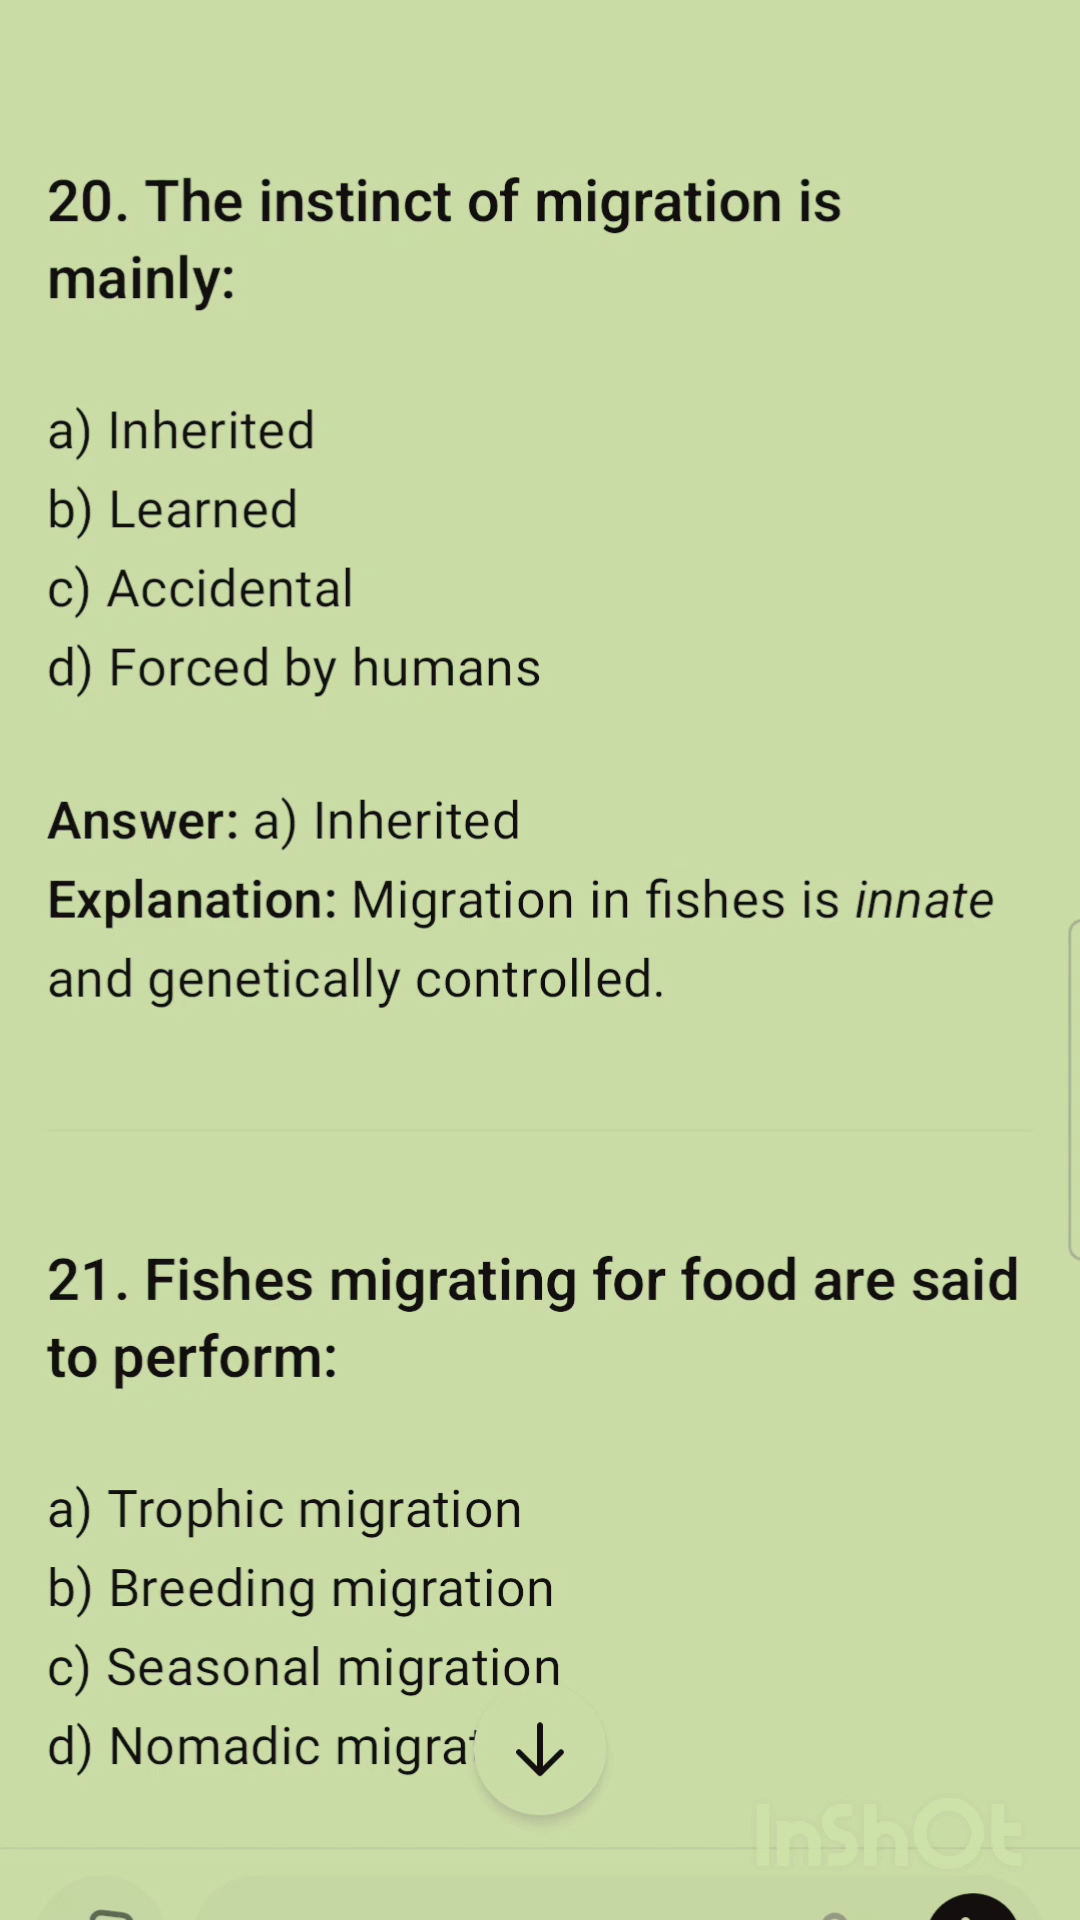 20. The instinct of migration is
mainly:
a) Inherited
b) Learned
c) Accidental
d) Forced by humans
Answer: a) Inherited
Explanation: Migration in fishes is innate
and genetically controlled.
21. Fishes migrating for food are said
to perform:
a) Trophic migration
b) Breeding migration
c) Seasonal migration
d) Nomadic
InShOt